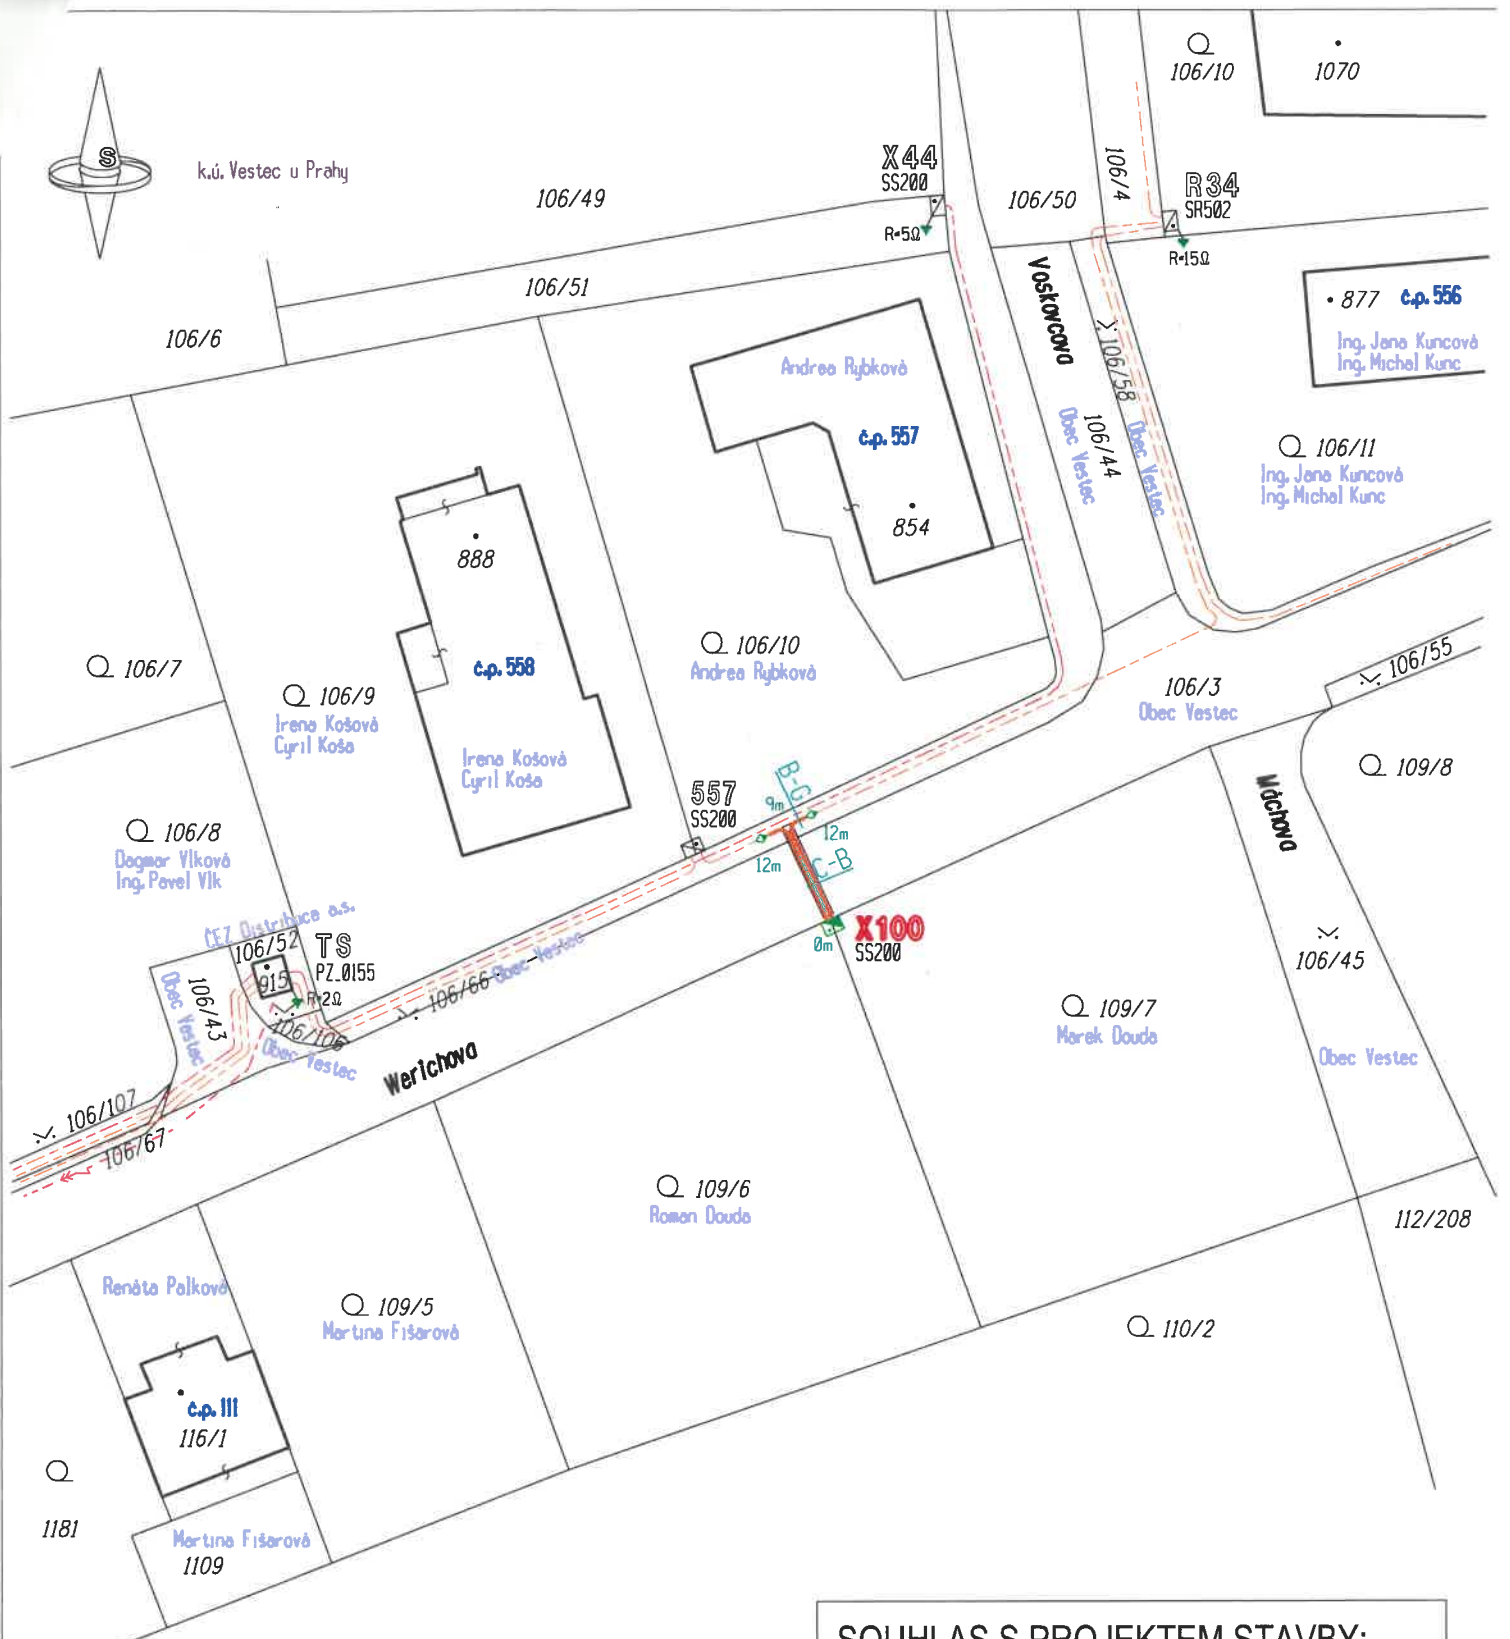 106/10
1070
S
k.ú. Vestec u Prahy
X44
SS200
106/49
106/50
106/4
R34
SR502
R=5Ω
R=15Ω
106/51
Voskovcova
877 č.p. 556
Ing. Jana Kuncová
Ing. Michal Kunc
106/6
Andrea Rybková
106/58
č.p. 557
Obec Vestec
106/44
Obec Vestec
106/11
Ing. Jana Kuncová
Ing. Michal Kunc
854
888
106/7
č.p. 558
106/10
Andrea Rybková
106/55
106/9
Irena Košová
Cyril Koša
106/3
Obec Vestec
Irena Košová
Cyril Koša
109/8
557
SS200
B-G
9m
12m
12m
C-B
Máchova
106/8
Dagmar Vlková
Ing. Pavel Vlk
ČEZ Distribuce a.s.
X100
SS200
0m
106/52
TS
PZ_0155
915
R=2Ω
106/66
Obec Vestec
106/45
Obec Vestec
106/43
106/106
Obec Vestec
109/7
Marek Douda
Obec Vestec
Werichova
106/107
106/67
109/6
Roman Douda
112/208
Renáta Palková
109/5
Martina Fišarová
110/2
č.p. 111
116/1
1181
Martina Fišarová
1109
SOUHLAS S PROJEKTEM STAVBY: